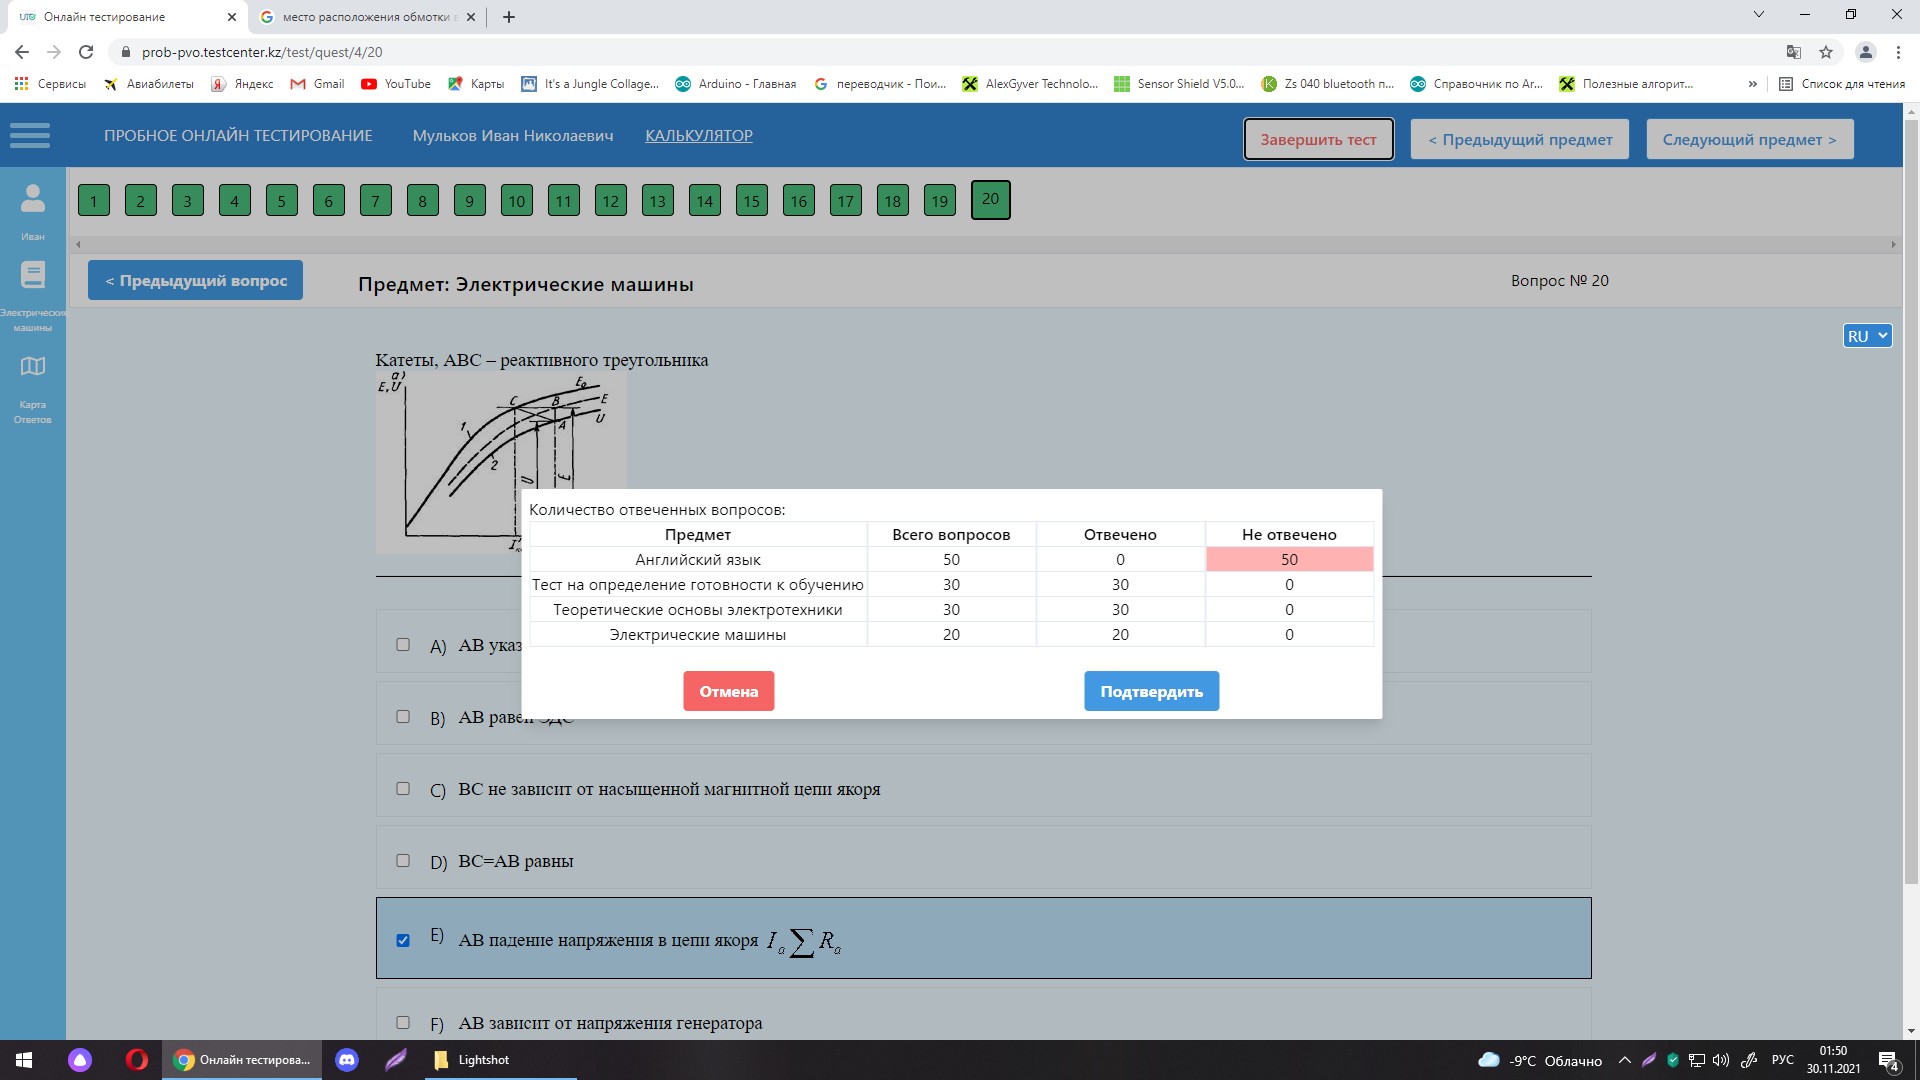 Онлайн тестирование
место расположения обмотки в
prob-pvo.testcenter.kz/test/quest/4/20
Сервисы Авиабилеты Яндекс Gmail YouTube Карты It's a Jungle Collage... Arduino - Главная переводчик - Пои... AlexGyver Technolo... Sensor Shield V5.0... Zs 040 bluetooth п... Справочник по Ar... Полезные алгорит... » Список для чтения
ПРОБНОЕ ОНЛАЙН ТЕСТИРОВАНИЕ Мульков Иван Николаевич КАЛЬКУЛЯТОР Завершить тест < Предыдущий предмет Следующий предмет >
1 2 3 4 5 6 7 8 9 10 11 12 13 14 15 16 17 18 19 20
Иван
Электрические
машины
Карта
Ответов
< Предыдущий вопрос Предмет: Электрические машины Вопрос № 20
RU
Катеты, АВС – реактивного треугольника
а)
E,U
E₀
C B E
A U
1
2
U E
Количество отвеченных вопросов:
Предмет Всего вопросов Отвечено Не отвечено
Английский язык 50 0 50
Тест на определение готовности к обучению 30 30 0
Теоретические основы электротехники 30 30 0
Электрические машины 20 20 0
Отмена Подтвердить
A) АВ указ
B) АВ равен ЭДС
C) ВС не зависит от насыщенной магнитной цепи якоря
D) ВС=АВ равны
E) АВ падение напряжения в цепи якоря I_a ∑ R_a
F) АВ зависит от напряжения генератора
Онлайн тестирова...
Lightshot
-9°C Облачно
РУС
01:50
30.11.2021
4